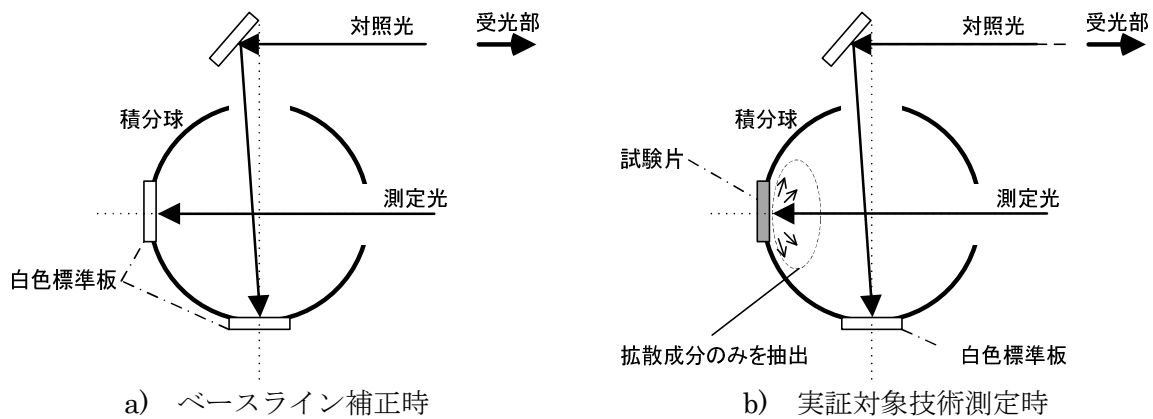 対照光
受光部
積分球
測定光
白色標準板
a) ベースライン補正時
対照光
受光部
積分球
試験片
測定光
拡散成分のみを抽出
白色標準板
b) 実証対象技術測定時